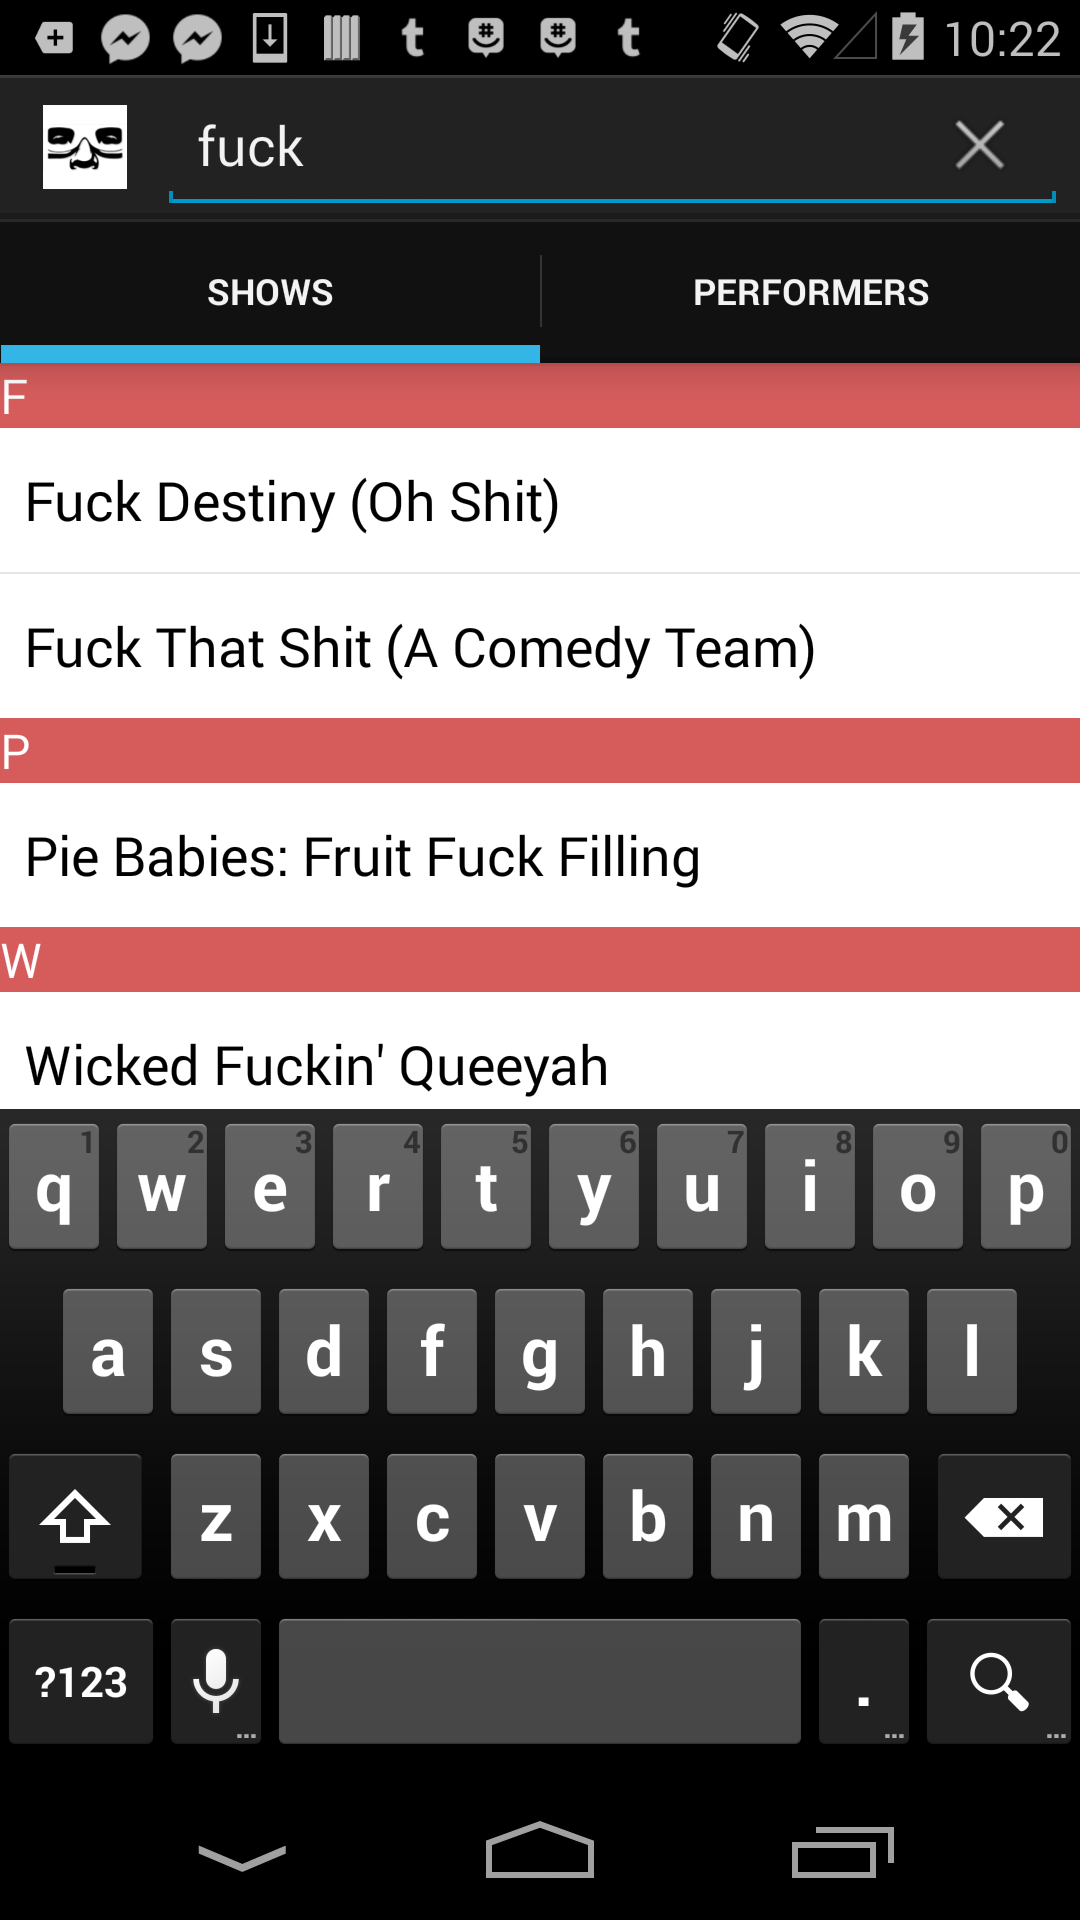 10:22
fuck
SHOWS PERFORMERS
F
Fuck Destiny (Oh Shit)
Fuck That Shit (A Comedy Team)
P
Pie Babies: Fruit Fuck Filling
W
Wicked Fuckin' Queeyah
1 2 3 4 5 6 7 8 9 0
q w e r t y u i o p
a s d f g h j k l
z x c v b n m
?123 .